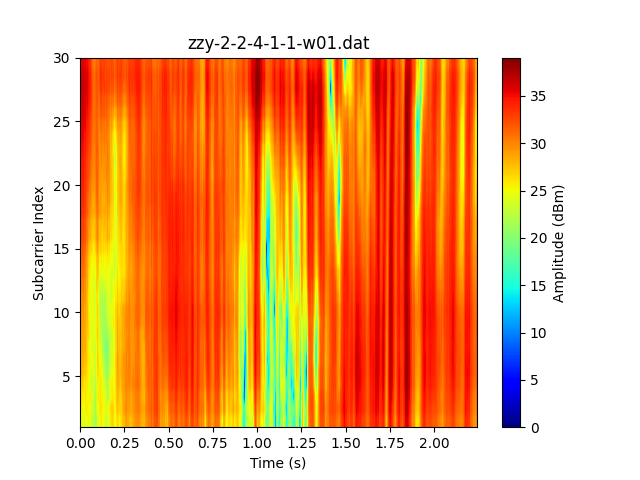 zzy-2-2-4-1-1-w01.dat
30
25
20
15
10
5
Subcarrier Index
0.00 0.25 0.50 0.75 1.00 1.25 1.50 1.75 2.00
Time (s)
35
30
25
20
15
10
5
0
Amplitude (dBm)